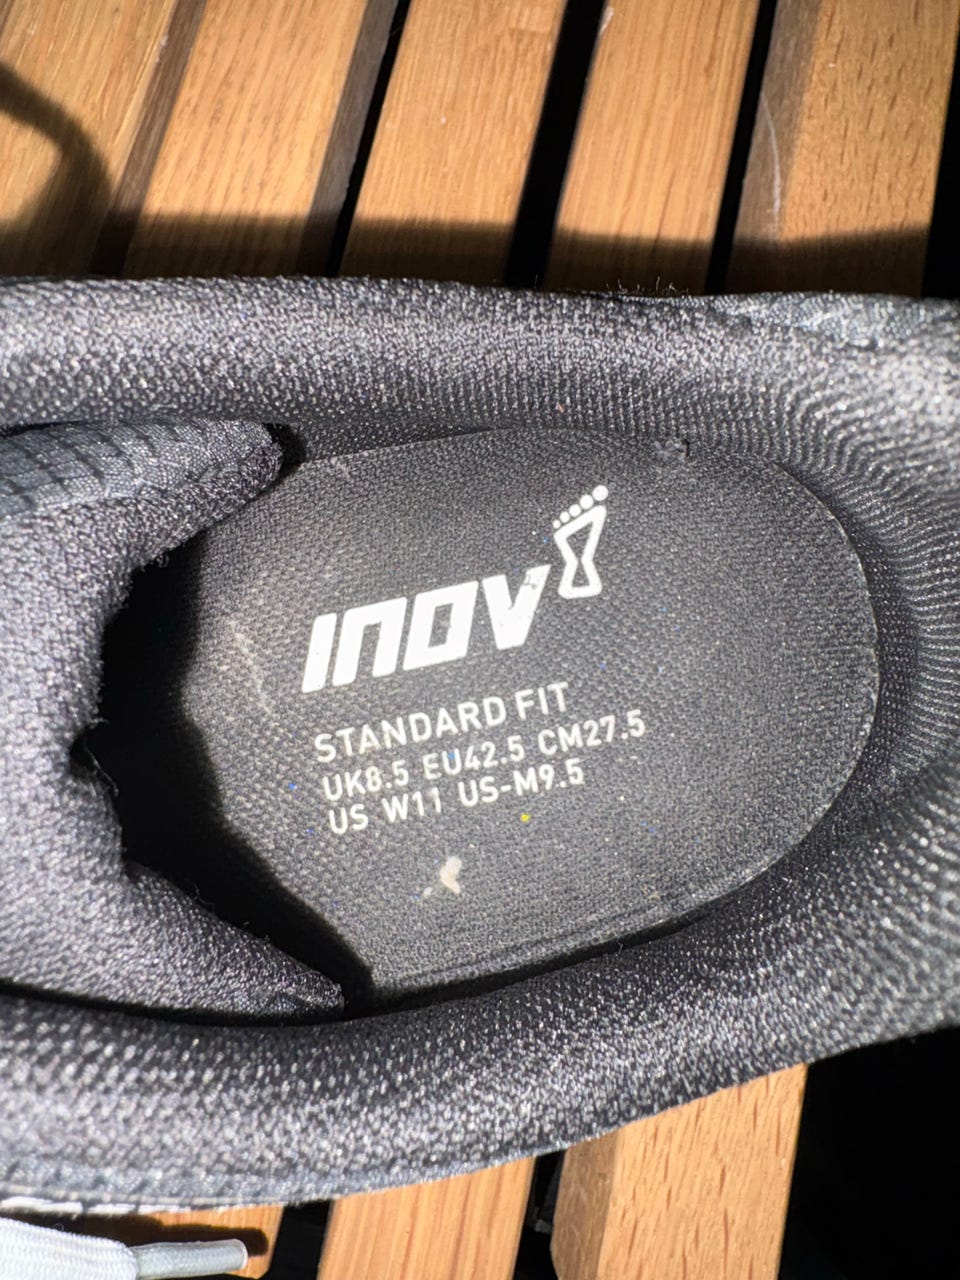 INOV
STANDARD FIT
UK8.5 EU42.5 CM27.5
US W11 US-M9.5